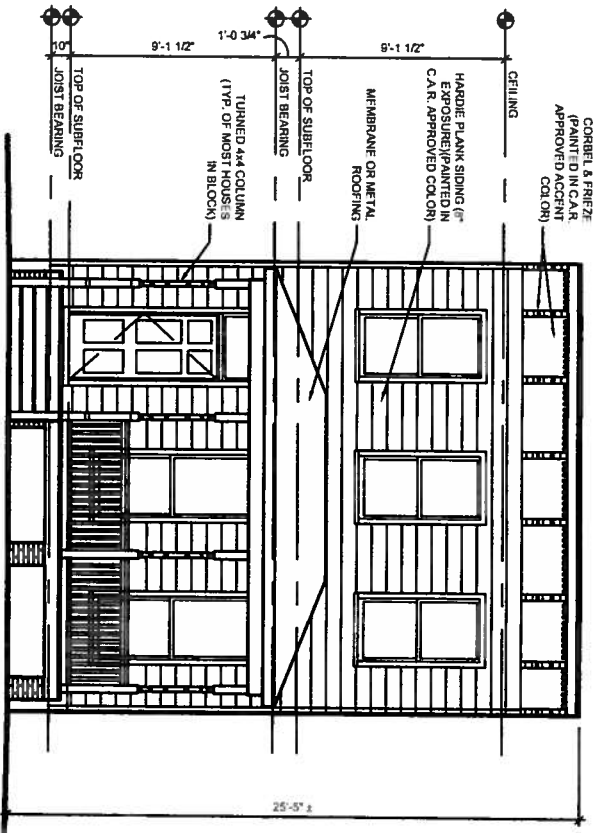 CORBEL & FRIEZE
(PAINTED IN C.A.R.
APPROVED ACCENT
COLOR)
CEILING
HARDIE PLANK SIDING (8"
EXPOSURE)(PAINTED IN
C.A.R. APPROVED COLOR)
9'-1 1/2"
MEMBRANE OR METAL
ROOFING
TOP OF SUBFLOOR
1'-0 3/4"
JOIST BEARING
TURNED 4x4 COLUMN
(TYP. OF MOST HOUSES
IN BLOCK)
9'-1 1/2"
TOP OF SUBFLOOR
10"
JOIST BEARING
25'-5" ±